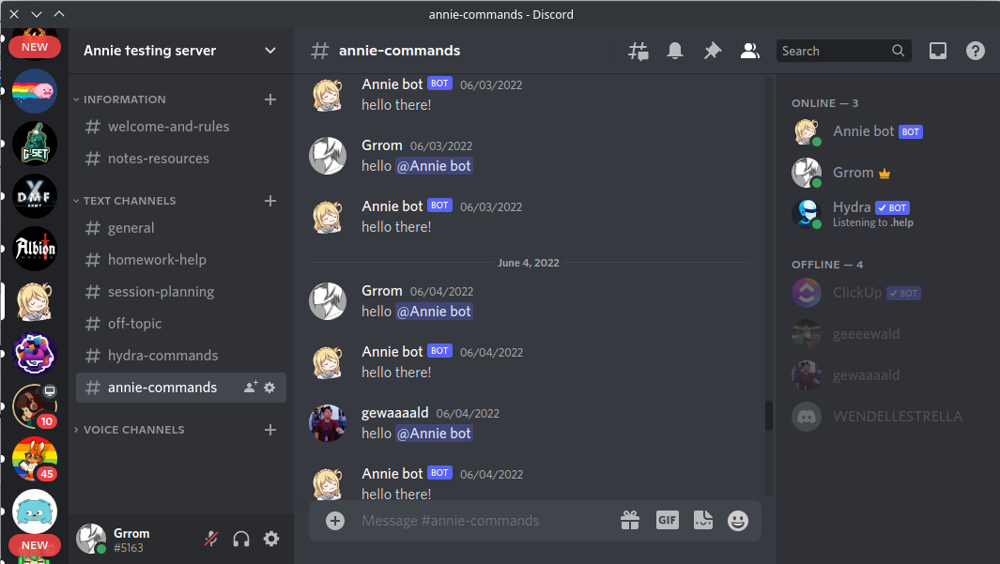 annie-commands - Discord
NEW
G-SET
DMF
ARMY
Albion
ONLINE
10
45
NEW
Annie testing server
INFORMATION
welcome-and-rules
notes-resources
TEXT CHANNELS
general
homework-help
session-planning
off-topic
hydra-commands
annie-commands
VOICE CHANNELS
Grrom
#5163
annie-commands
Search
Annie bot BOT 06/03/2022
hello there!
Grrom 06/03/2022
hello @Annie bot
Annie bot BOT 06/03/2022
hello there!
June 4, 2022
Grrom 06/04/2022
hello @Annie bot
Annie bot BOT 06/04/2022
hello there!
gewaaaald 06/04/2022
hello @Annie bot
Annie bot BOT 06/04/2022
hello there!
Message #annie-commands
GIF
ONLINE — 3
Annie bot BOT
Grrom
Hydra BOT
Listening to .help
OFFLINE — 4
ClickUp BOT
geeeewald
gewaaaald
WENDELLESTRELLA